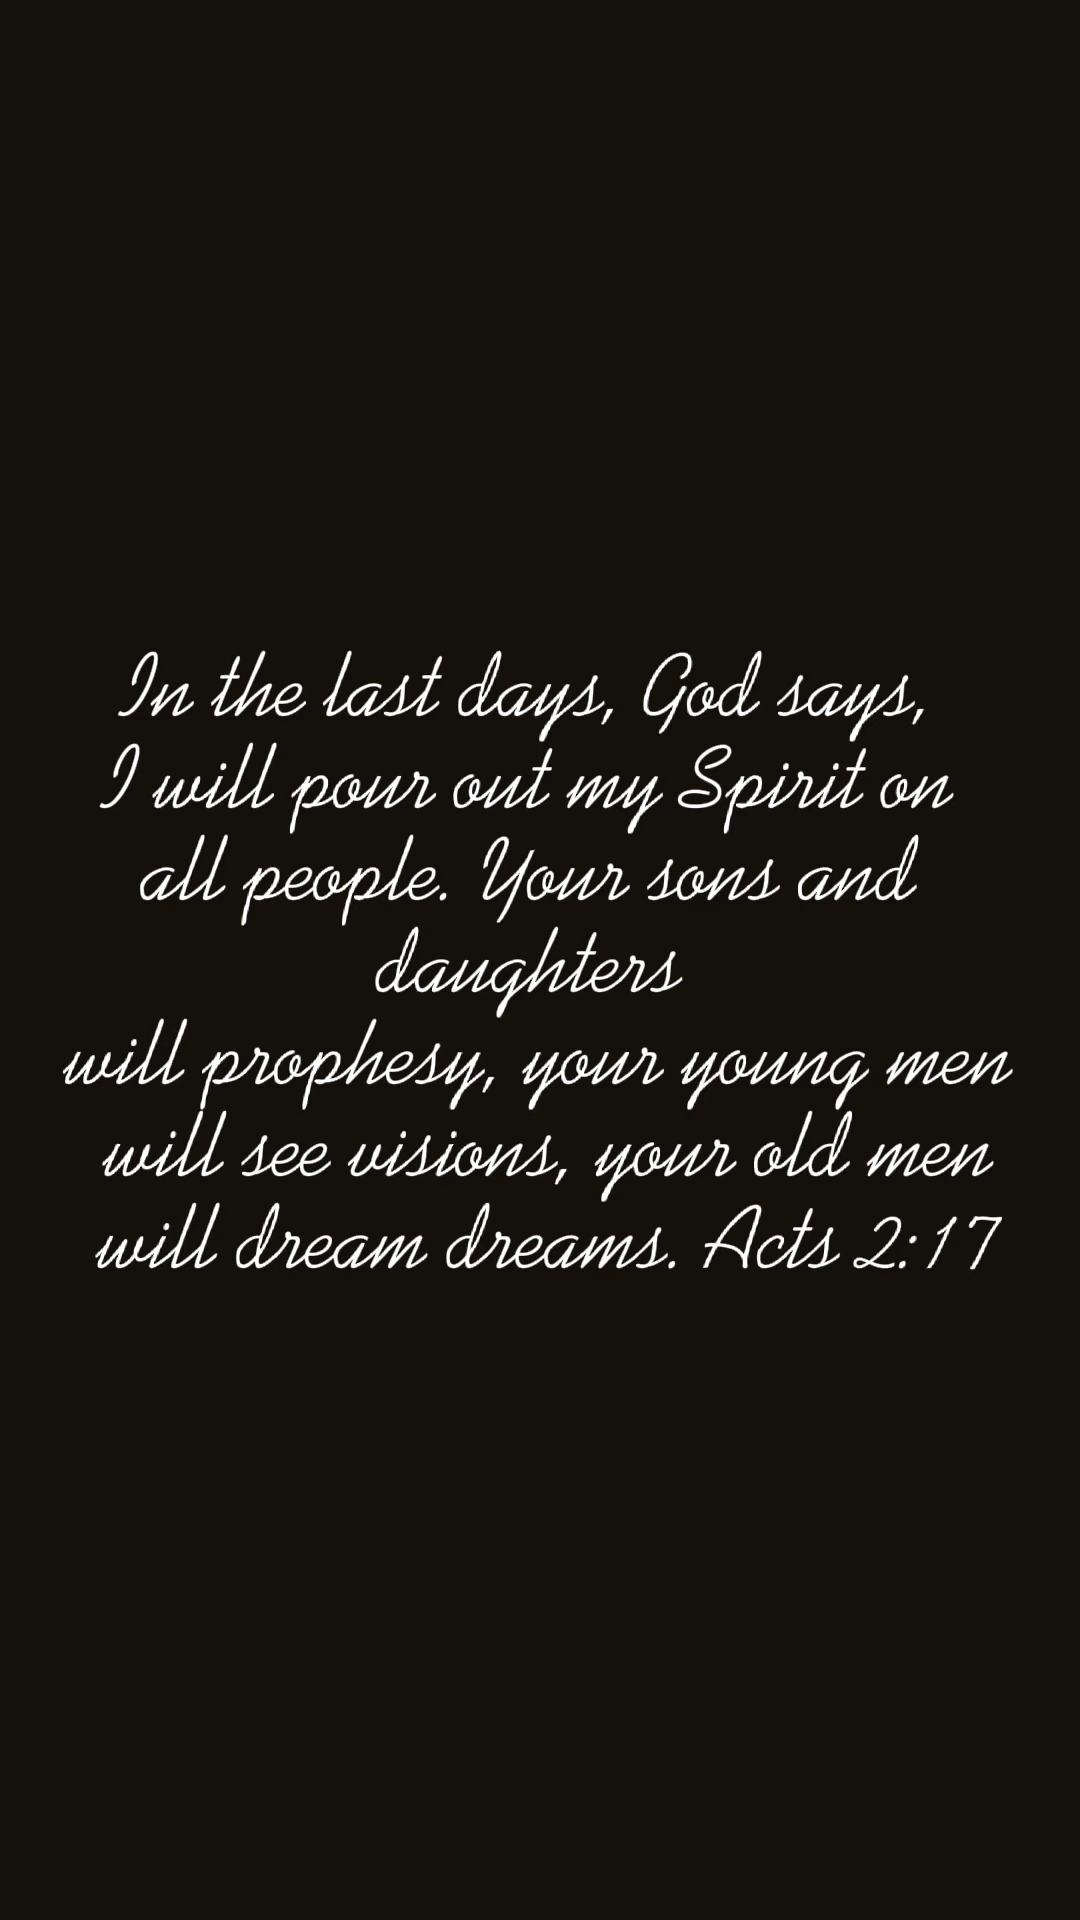 In the last days, God says,
I will pour out my Spirit on
all people. Your sons and
daughters
will prophesy, your young men
will see visions, your old men
will dream dreams. Acts 2:17